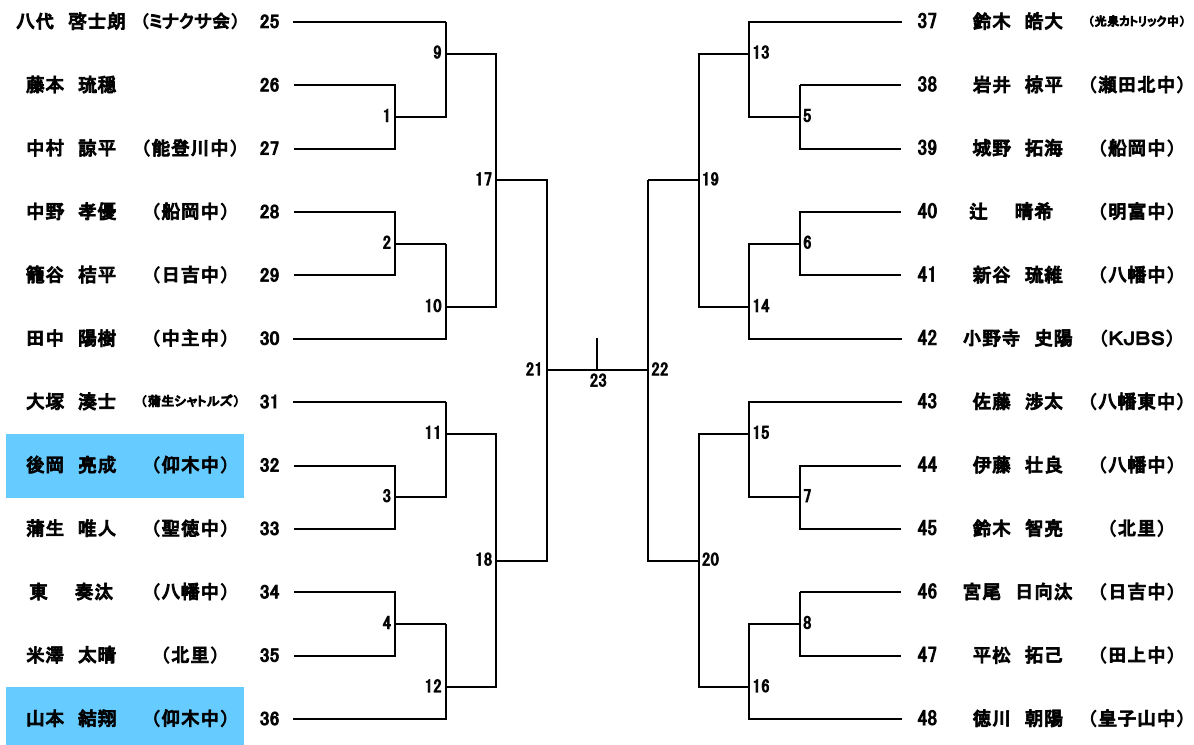 八代 啓士朗 (ミナクサ会) 25
藤本 琉穏 26
中村 諒平 (能登川中) 27
中野 孝優 (船岡中) 28
籠谷 桔平 (日吉中) 29
田中 陽樹 (中主中) 30
大塚 湊士 (蒲生シャトルズ) 31
後岡 亮成 (仰木中) 32
蒲生 唯人 (聖徳中) 33
東 奏汰 (八幡中) 34
米澤 太晴 (北里) 35
山本 結翔 (仰木中) 36
9
1
17
2
10
21
11
3
18
4
12
23
13
5
19
6
14
22
15
7
20
8
16
37 鈴木 皓大 (光泉カトリック中)
38 岩井 椋平 (瀬田北中)
39 城野 拓海 (船岡中)
40 辻 晴希 (明富中)
41 新谷 琉維 (八幡中)
42 小野寺 史陽 (KJBS)
43 佐藤 渉太 (八幡東中)
44 伊藤 壮良 (八幡中)
45 鈴木 智亮 (北里)
46 宮尾 日向汰 (日吉中)
47 平松 拓己 (田上中)
48 徳川 朝陽 (皇子山中)